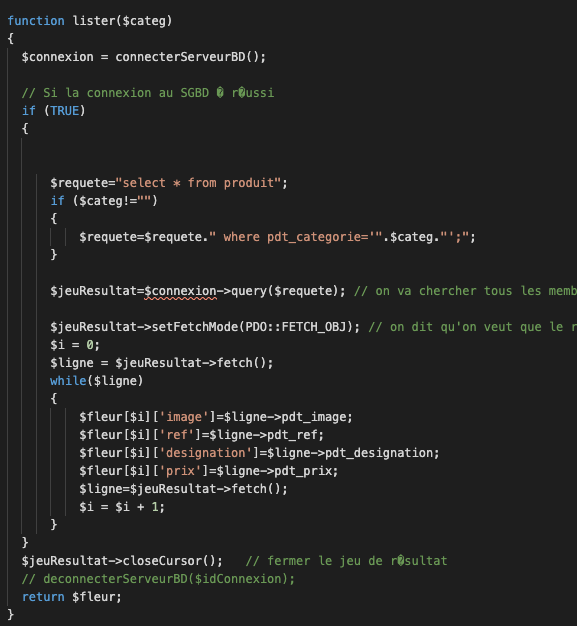 function lister($categ)
{
$connexion = connecterServeurBD();
// Si la connexion au SGBD � r�ussi
if (TRUE)
{
$requete="select * from produit";
if ($categ!="")
{
$requete=$requete." where pdt_categorie='".$categ."';";
}
$jeuResultat=$connexion->query($requete); // on va chercher tous les memb
$jeuResultat->setFetchMode(PDO::FETCH_OBJ); // on dit qu'on veut que le r
$i = 0;
$ligne = $jeuResultat->fetch();
while($ligne)
{
$fleur[$i]['image']=$ligne->pdt_image;
$fleur[$i]['ref']=$ligne->pdt_ref;
$fleur[$i]['designation']=$ligne->pdt_designation;
$fleur[$i]['prix']=$ligne->pdt_prix;
$ligne=$jeuResultat->fetch();
$i = $i + 1;
}
}
$jeuResultat->closeCursor(); // fermer le jeu de r�sultat
// deconnecterServeurBD($idConnexion);
return $fleur;
}